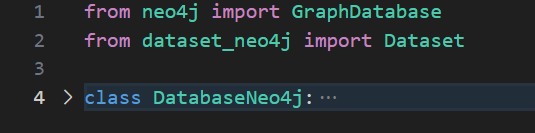 1 from neo4j import GraphDatabase
2 from dataset_neo4j import Dataset
3
4 > class DatabaseNeo4j:···